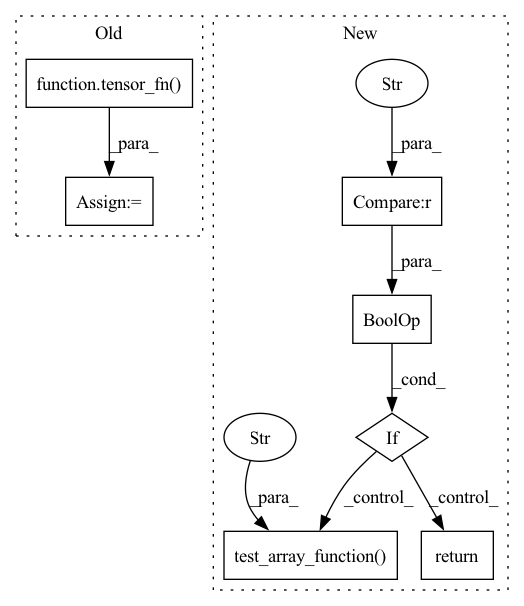 Old
New
function.tensor_fn()
Str
_para_
_para_
Assign:=
Compare:r
_para_
BoolOp
_cond_
Str
If
_para_
_control_
_control_
test_array_function()
return